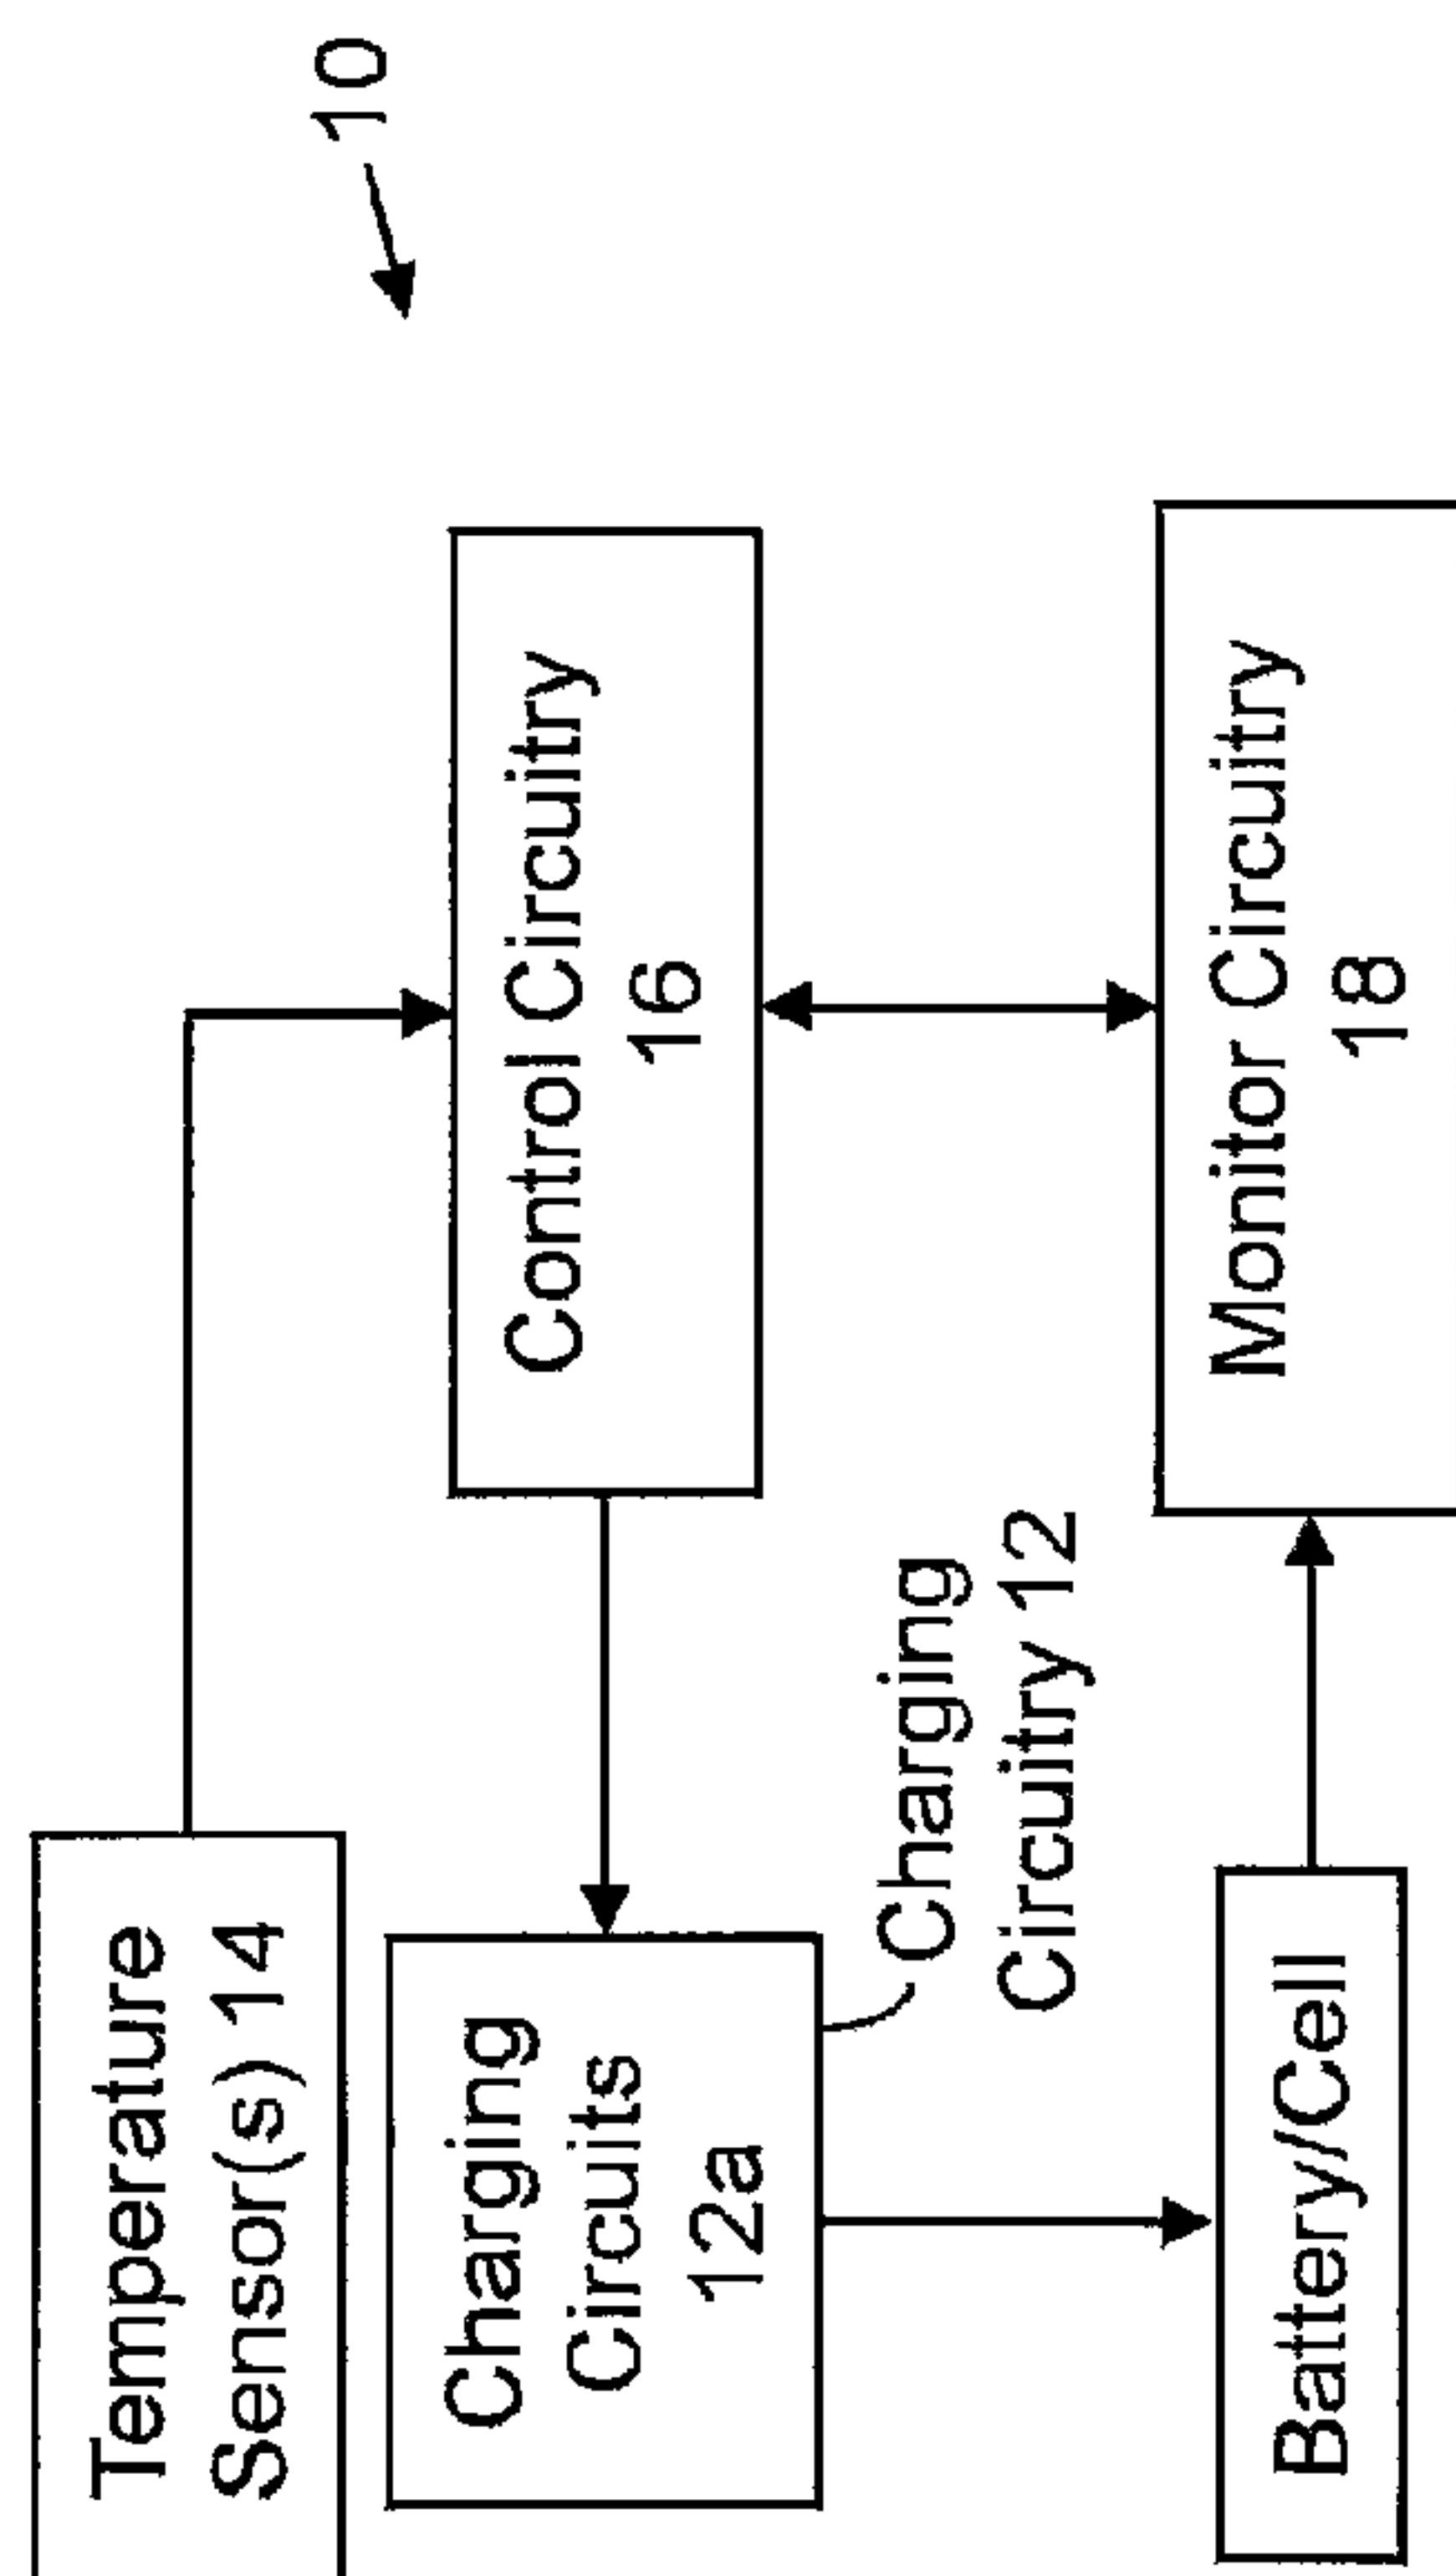 10
Temperature
Sensor(s) 14
Control Circuitry
16
Charging
Circuits
12a
Charging
Circuitry 12
Battery/Cell
Monitor Circuitry
18